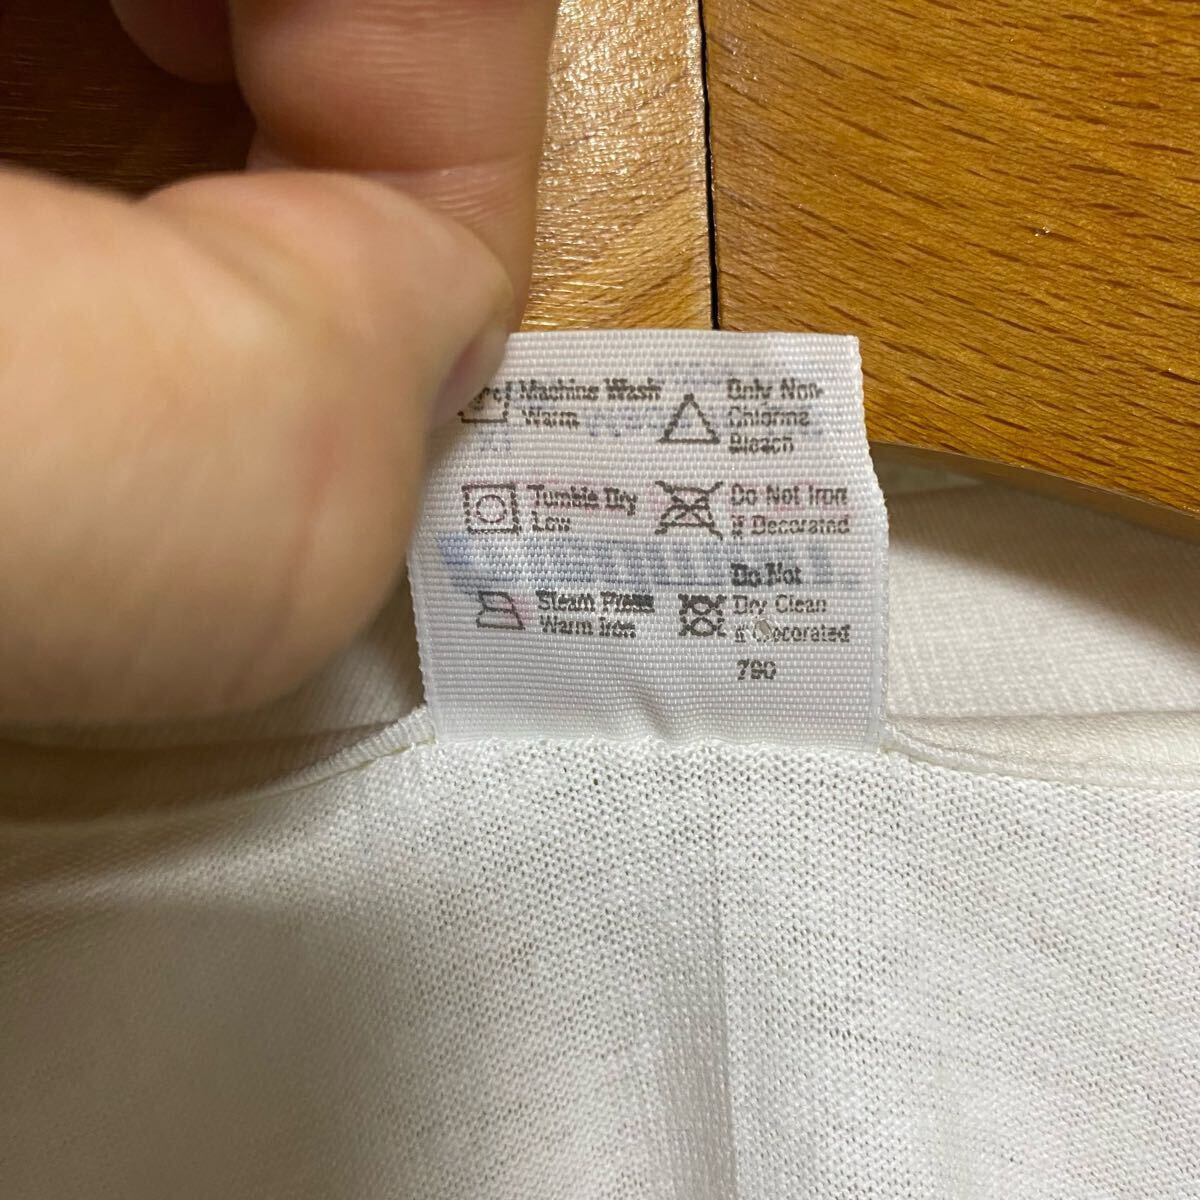 Machine Wash
Warm
Only Non-
Chlorine
Bleach
Tumble Dry
Low
Do Not Iron
if Decorated
Steam Press
Warm Iron
Do Not
Dry Clean
if Decorated
790